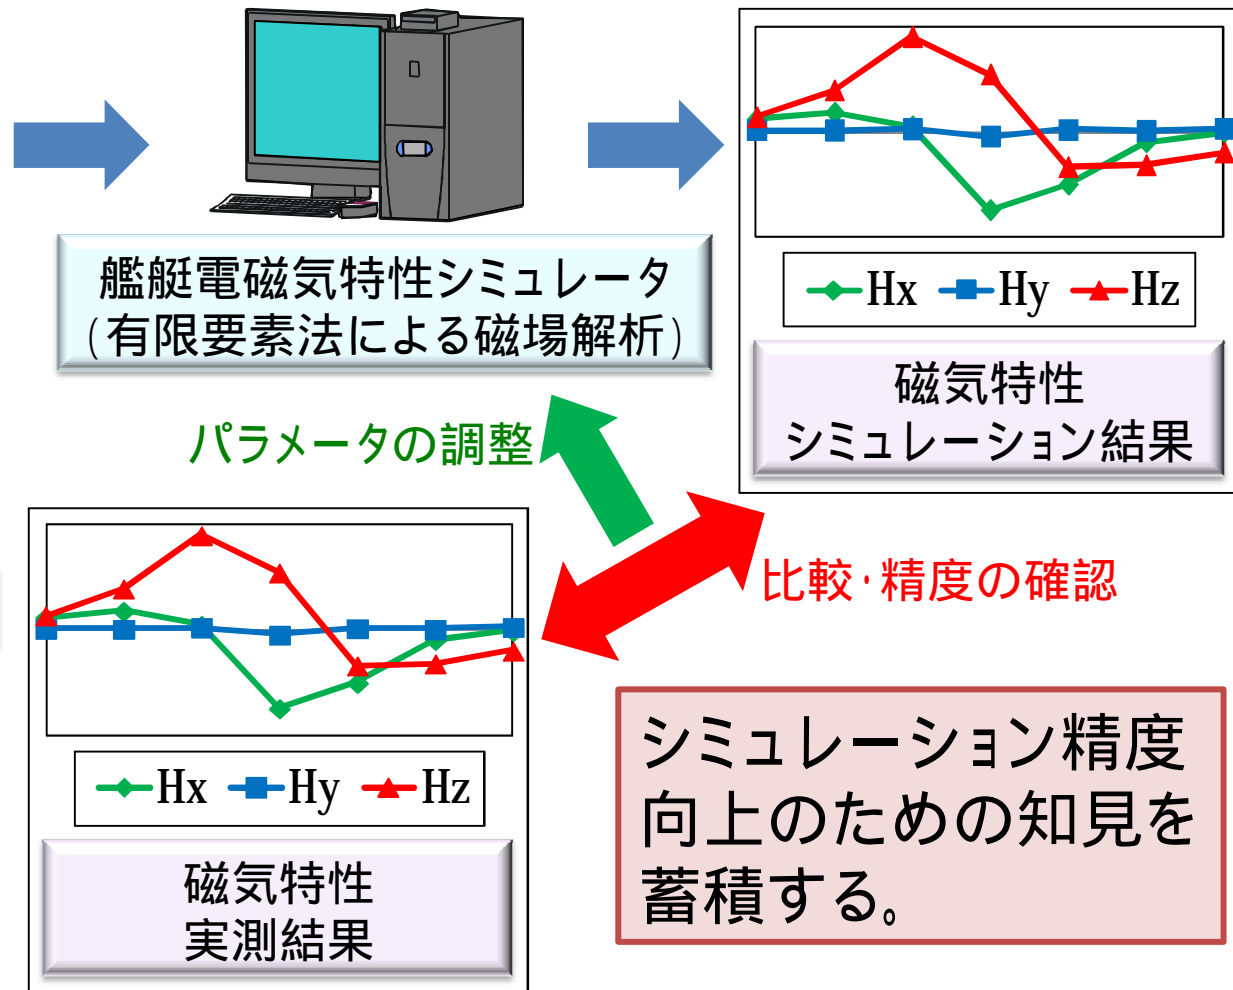 艦艇電磁気特性シミュレータ
(有限要素法による磁場解析)
Hx Hy Hz
磁気特性
シミュレーション結果
パラメータの調整
比較・精度の確認
Hx Hy Hz
磁気特性
実測結果
シミュレーション精度
向上のための知見を
蓄積する。